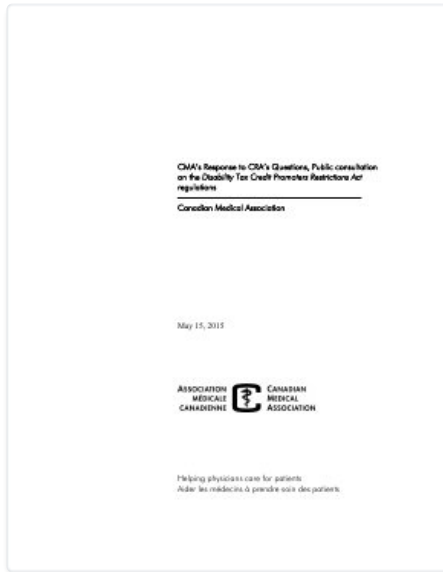 CMA's Response to CRA's Questions, Public consultation
on the Disability Tax Credit Promoters Restrictions Act
regulations
Canadian Medical Association
May 15, 2015
ASSOCIATION
MÉDICALE
CANADIENNE
CANADIAN
MEDICAL
ASSOCIATION
Helping physicians care for patients
Aider les médecins à prendre soin des patients